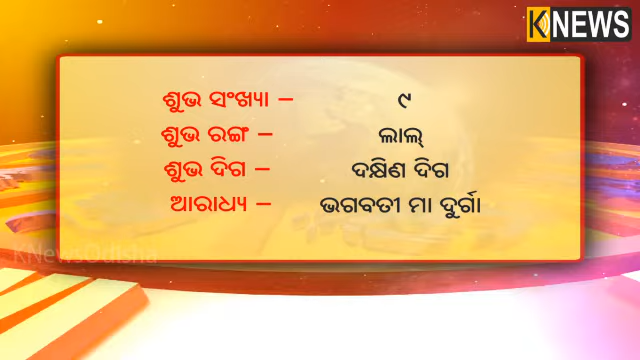 KNEWS
ଶୁଭ ସଂଖ୍ୟା – ୯
ଶୁଭ ରଙ୍ଗ – ଲାଲ୍
ଶୁଭ ଦିଗ – ଦକ୍ଷିଣ ଦିଗ
ଆରାଧ୍ୟ – ଭଗବତୀ ମା ଦୁର୍ଗା
KNewsOdisha